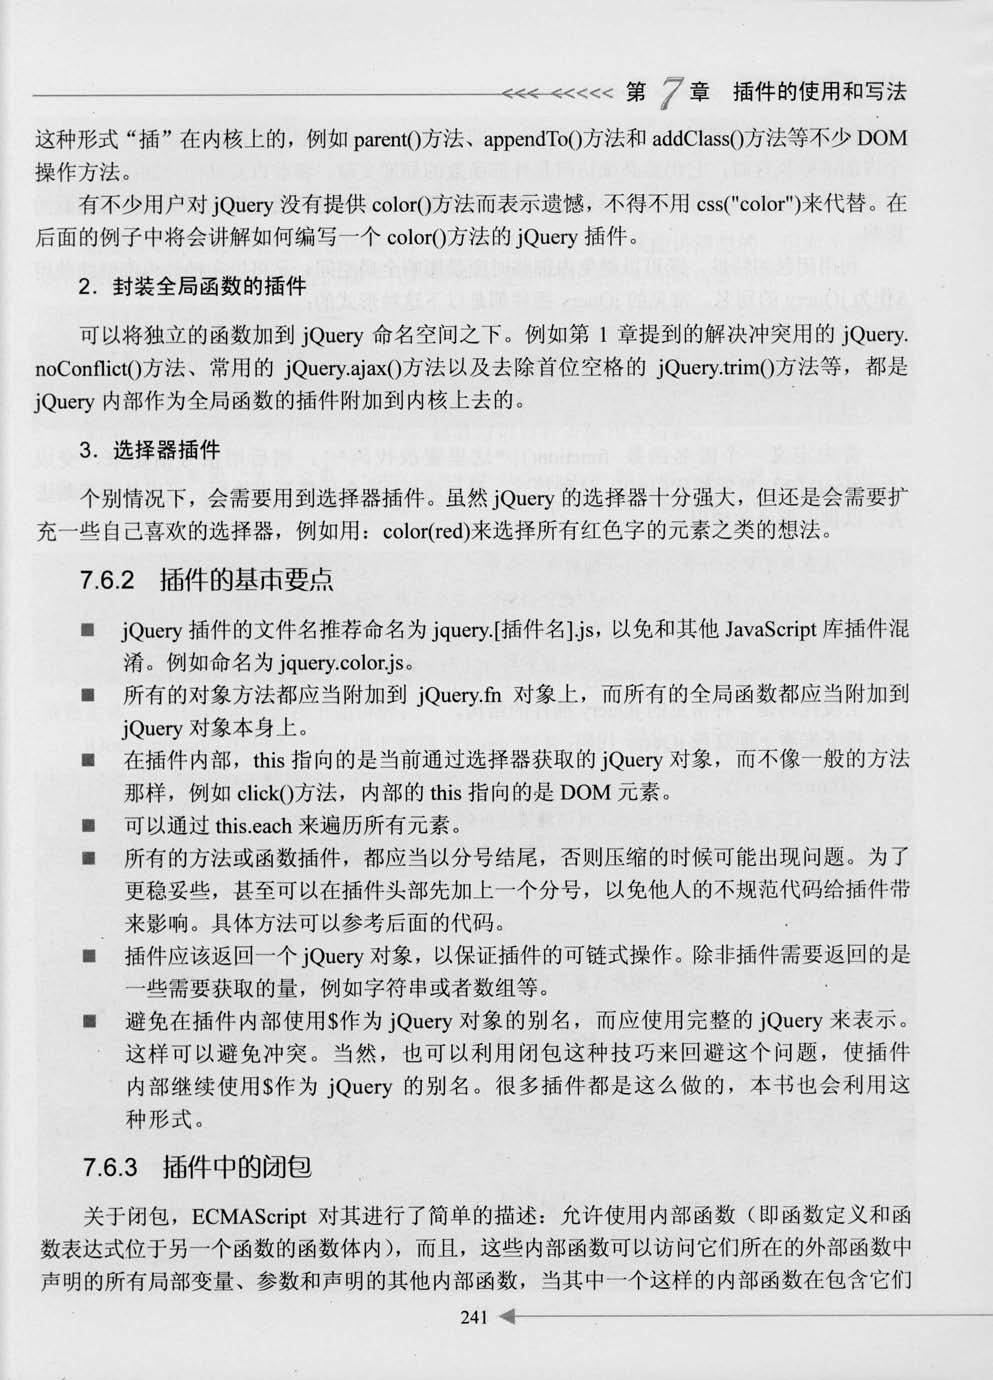 <<< <<<<< 第 7 章 插件的使用和写法
这种形式“插”在内核上的，例如 parent()方法、appendTo()方法和 addClass()方法等不少 DOM
操作方法。
有不少用户对 jQuery 没有提供 color()方法而表示遗憾，不得不用 css("color")来代替。在
后面的例子中将会讲解如何编写一个 color()方法的 jQuery 插件。
2．封装全局函数的插件
可以将独立的函数加到 jQuery 命名空间之下。例如第 1 章提到的解决冲突用的 jQuery.
noConflict()方法、常用的 jQuery.ajax()方法以及去除首位空格的 jQuery.trim()方法等，都是
jQuery 内部作为全局函数的插件附加到内核上去的。
3．选择器插件
个别情况下，会需要用到选择器插件。虽然 jQuery 的选择器十分强大，但还是会需要扩
充一些自己喜欢的选择器，例如用：color(red)来选择所有红色字的元素之类的想法。
7.6.2 插件的基本要点
■ jQuery 插件的文件名推荐命名为 jquery.[插件名].js，以免和其他 JavaScript 库插件混
淆。例如命名为 jquery.color.js。
■ 所有的对象方法都应当附加到 jQuery.fn 对象上，而所有的全局函数都应当附加到
jQuery 对象本身上。
■ 在插件内部，this 指向的是当前通过选择器获取的 jQuery 对象，而不像一般的方法
那样，例如 click()方法，内部的 this 指向的是 DOM 元素。
■ 可以通过 this.each 来遍历所有元素。
■ 所有的方法或函数插件，都应当以分号结尾，否则压缩的时候可能出现问题。为了
更稳妥些，甚至可以在插件头部先加上一个分号，以免他人的不规范代码给插件带
来影响。具体方法可以参考后面的代码。
■ 插件应该返回一个 jQuery 对象，以保证插件的可链式操作。除非插件需要返回的是
一些需要获取的量，例如字符串或者数组等。
■ 避免在插件内部使用$作为 jQuery 对象的别名，而应使用完整的 jQuery 来表示。
这样可以避免冲突。当然，也可以利用闭包这种技巧来回避这个问题，使插件
内部继续使用$作为 jQuery 的别名。很多插件都是这么做的，本书也会利用这
种形式。
7.6.3 插件中的闭包
关于闭包，ECMAScript 对其进行了简单的描述：允许使用内部函数（即函数定义和函
数表达式位于另一个函数的函数体内），而且，这些内部函数可以访问它们所在的外部函数中
声明的所有局部变量、参数和声明的其他内部函数，当其中一个这样的内部函数在包含它们
241